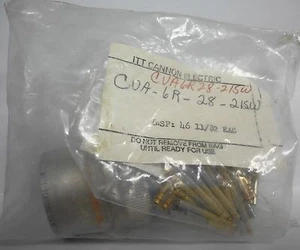 ITT CANNON ELECTRIC
CVA6R28-21SW
CVA-6R-28-21SW
INSP: 46 11/82 BAG
DO NOT REMOVE FROM BAG
UNTIL READY FOR USE